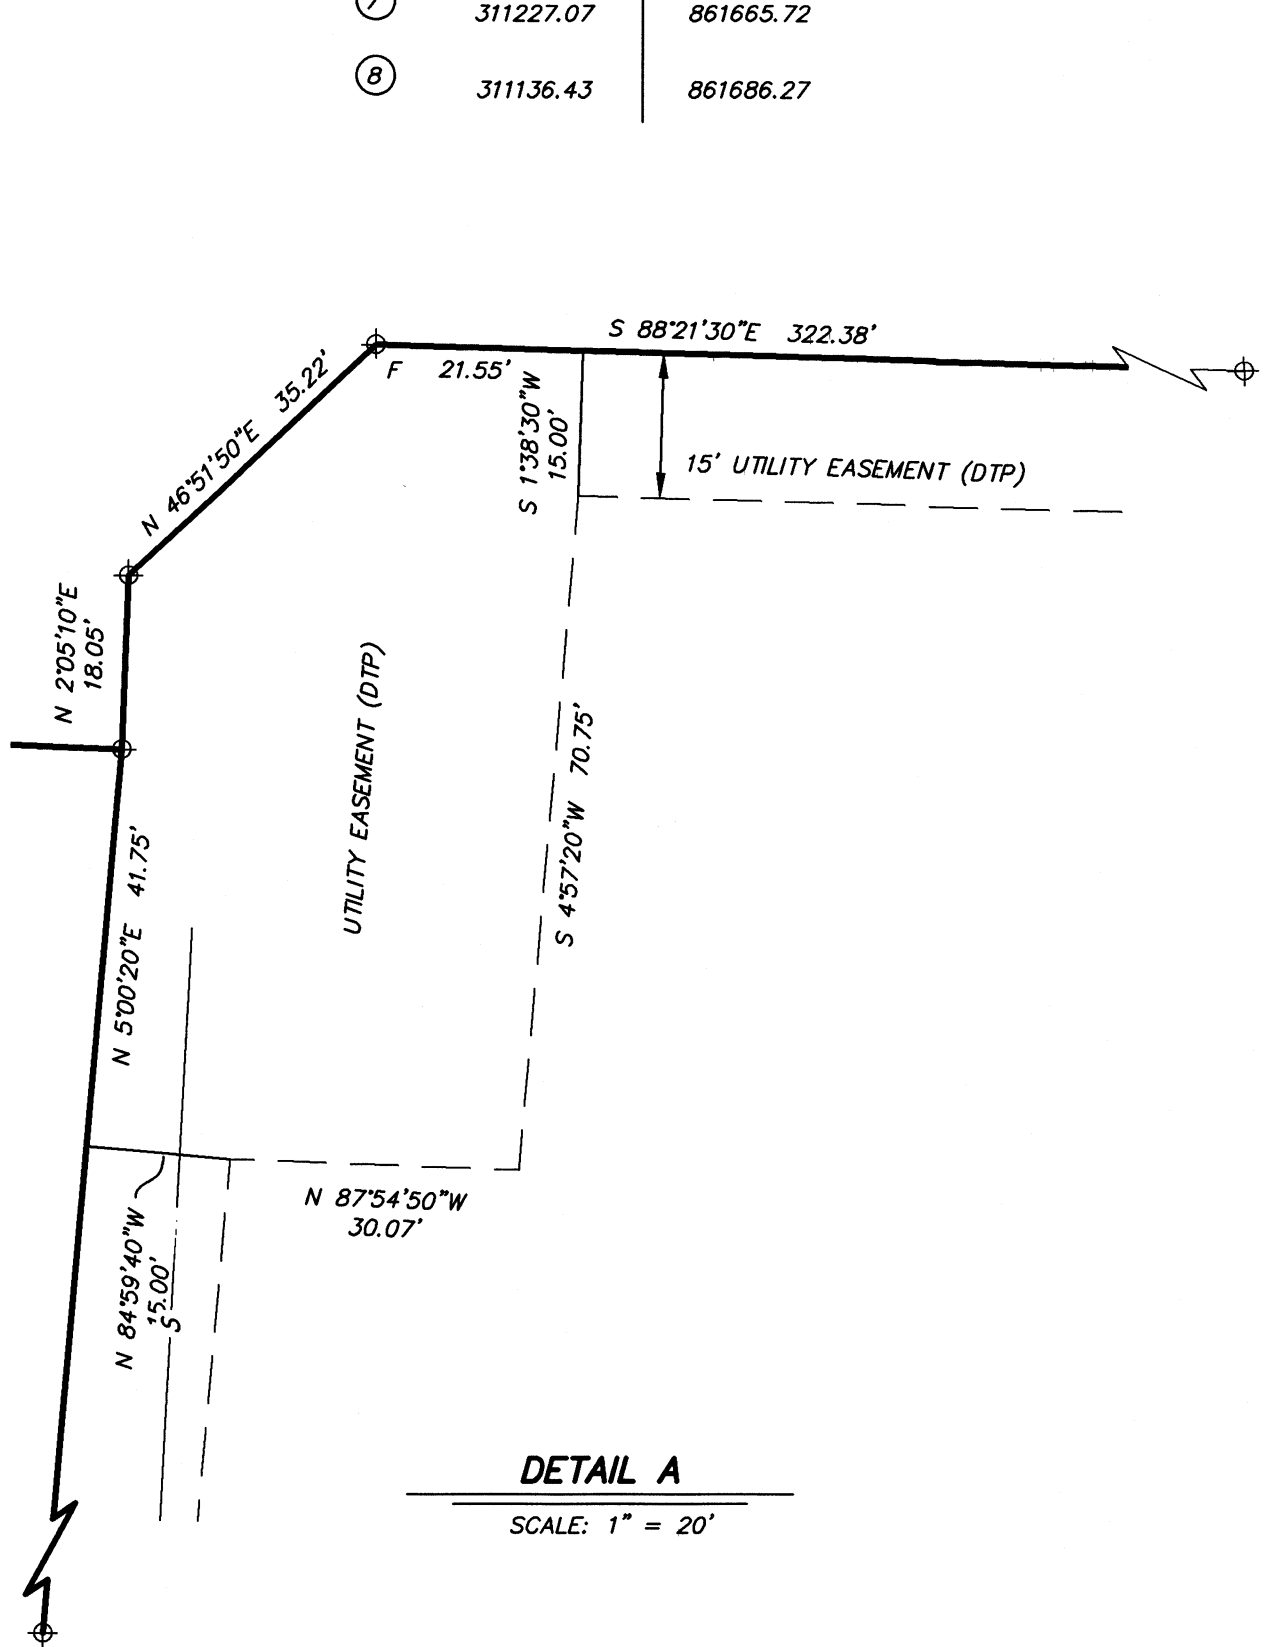 7 311227.07 861665.72
8 311136.43 861686.27
S 88°21'30"E 322.38'
F 21.55'
N 46°51'50"E 35.22'
S 1°38'30"W
15.00'
15' UTILITY EASEMENT (DTP)
N 2°05'10"E
18.05'
UTILITY EASEMENT (DTP)
S 4°57'20"W 70.75'
N 5°00'20"E 41.75'
N 87°54'50"W
30.07'
N 84°59'40"W
15.00'
S
DETAIL A
SCALE: 1" = 20'